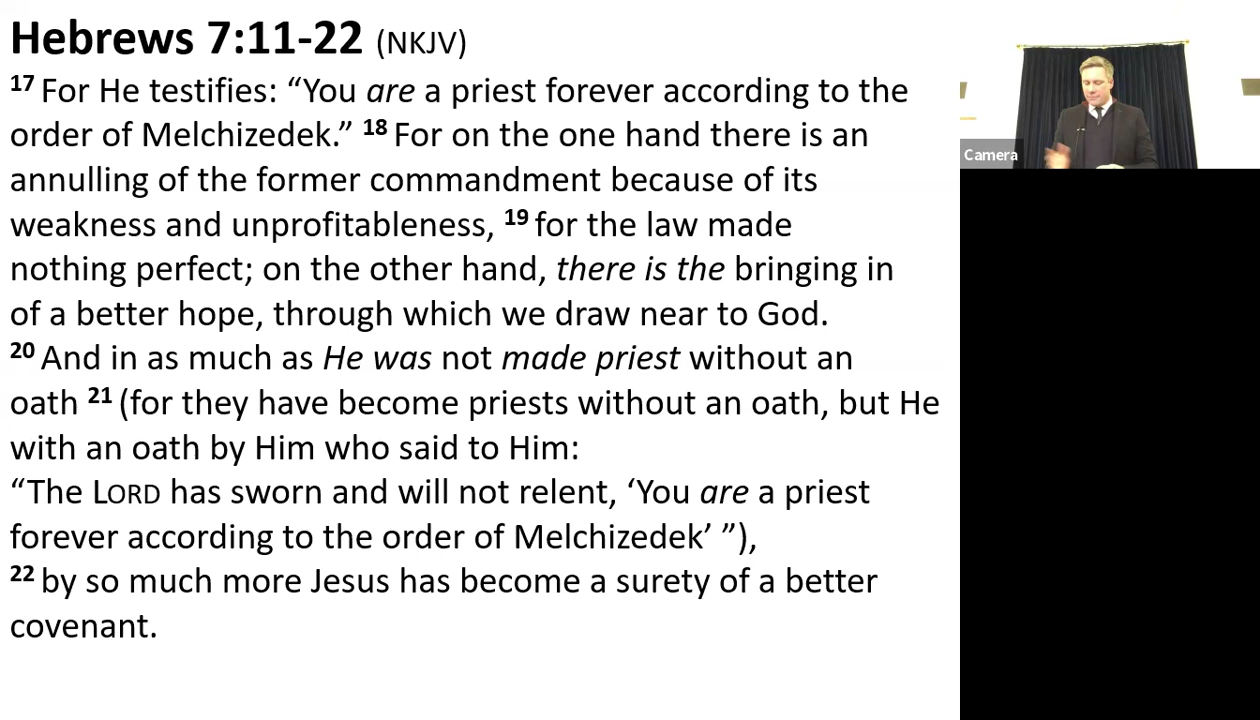 Hebrews 7:11-22 (NKJV)
17 For He testifies: “You are a priest forever according to the
order of Melchizedek.” 18 For on the one hand there is an
annulling of the former commandment because of its
weakness and unprofitableness, 19 for the law made
nothing perfect; on the other hand, there is the bringing in
of a better hope, through which we draw near to God.
20 And in as much as He was not made priest without an
oath 21 (for they have become priests without an oath, but He
with an oath by Him who said to Him:
“The LORD has sworn and will not relent, ‘You are a priest
forever according to the order of Melchizedek’ ”),
22 by so much more Jesus has become a surety of a better
covenant.
Camera